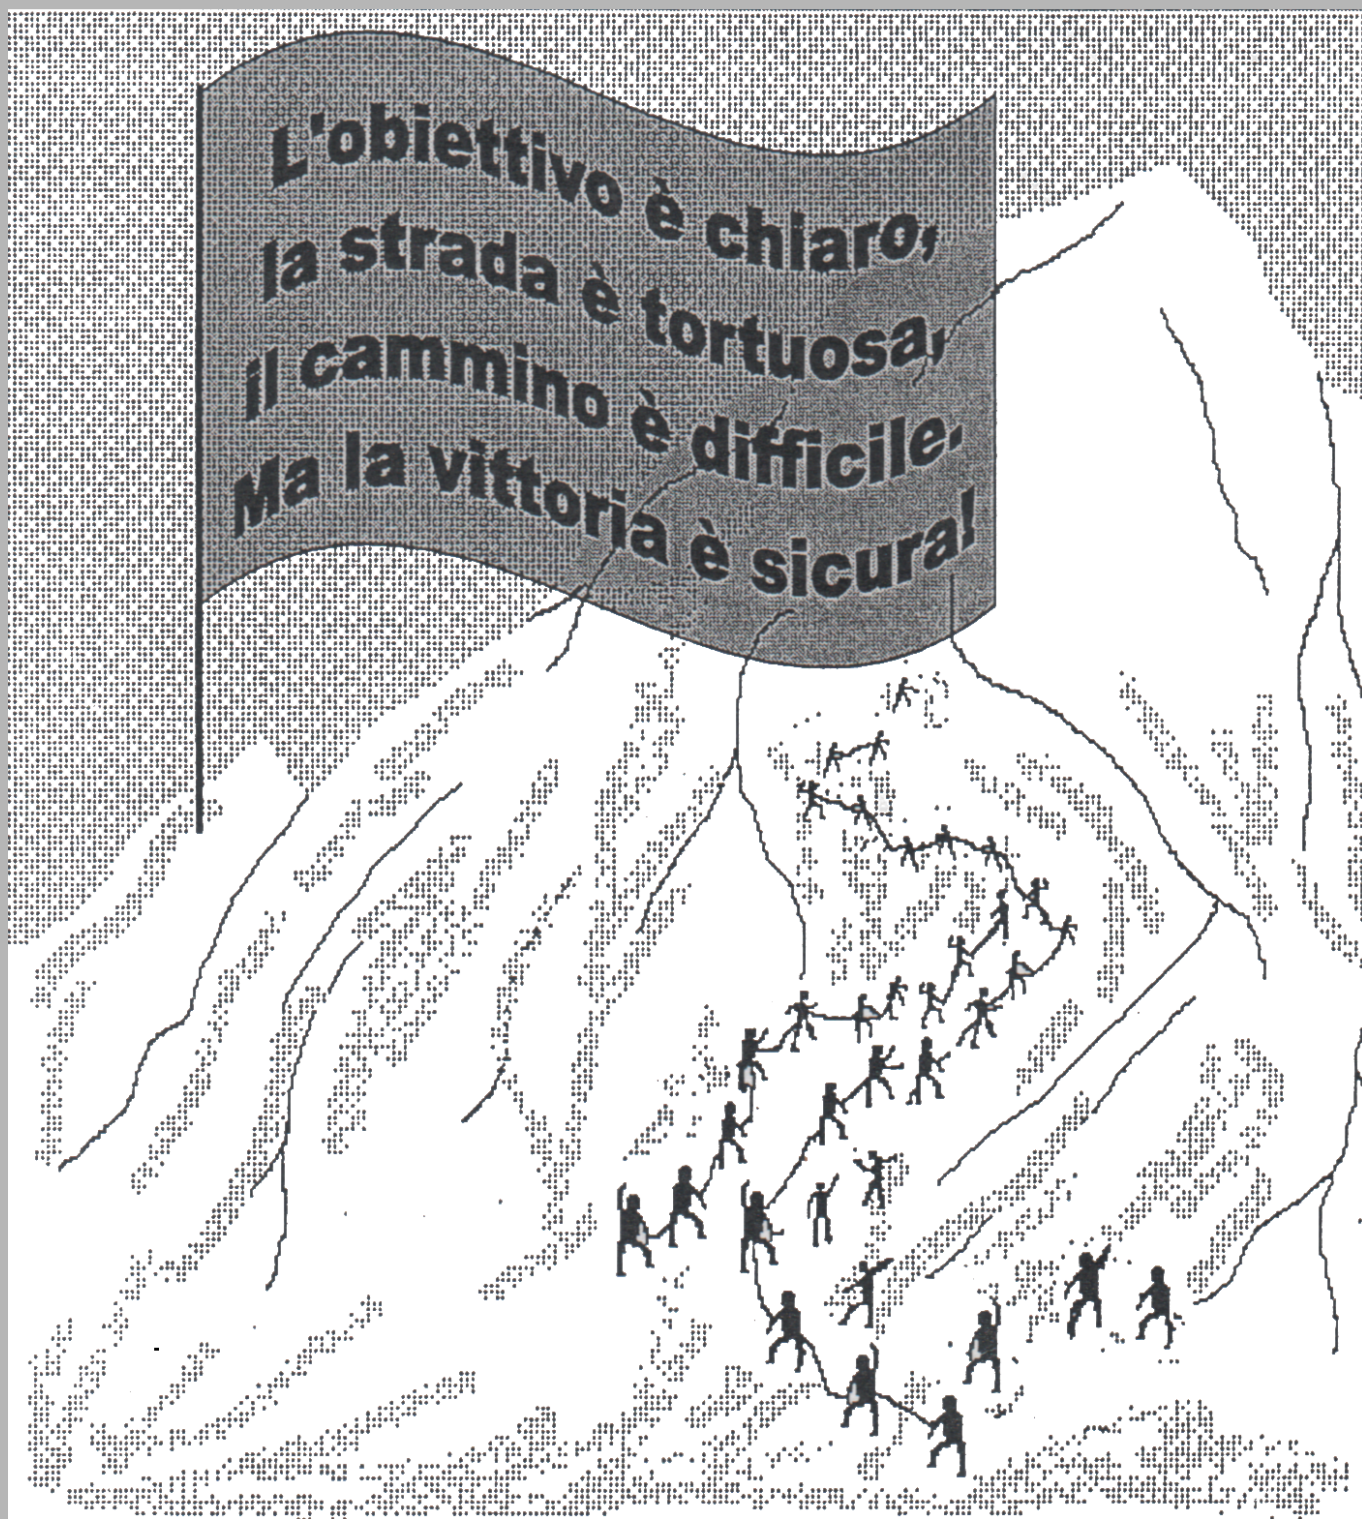 L'obiettivo è chiaro,
la strada è tortuosa,
il cammino è difficile.
Ma la vittoria è sicura!